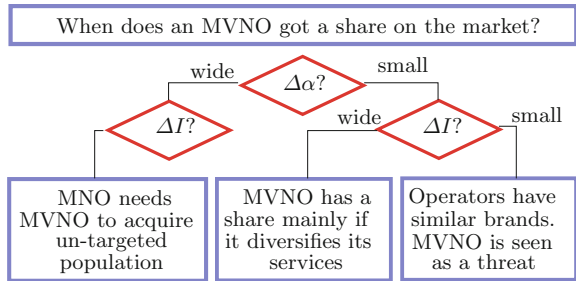 When does an MVNO got a share on the market?
wide
Δα?
small
ΔI?
wide
ΔI?
small
MNO needs
MVNO to acquire
un-targeted
population
MVNO has a
share mainly if
it diversifies its
services
Operators have
similar brands.
MVNO is seen
as a threat